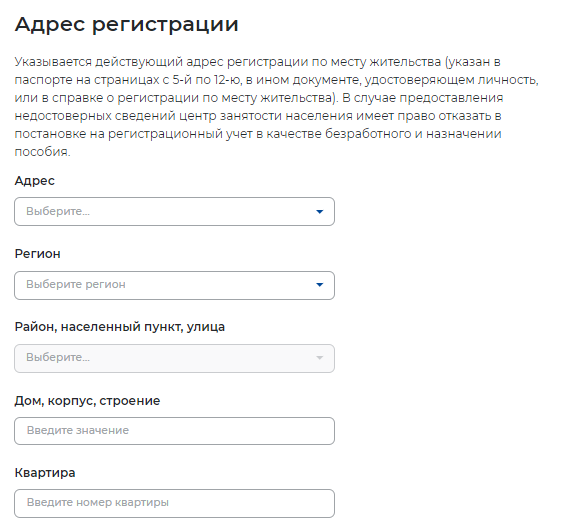 Адрес регистрации
Указывается действующий адрес регистрации по месту жительства (указан в
паспорте на страницах с 5-й по 12-ю, в ином документе, удостоверяющем личность,
или в справке о регистрации по месту жительства). В случае предоставления
недостоверных сведений центр занятости населения имеет право отказать в
постановке на регистрационный учет в качестве безработного и назначении
пособия.
Адрес
Выберите...
Регион
Выберите регион
Район, населенный пункт, улица
Выберите...
Дом, корпус, строение
Введите значение
Квартира
Введите номер квартиры